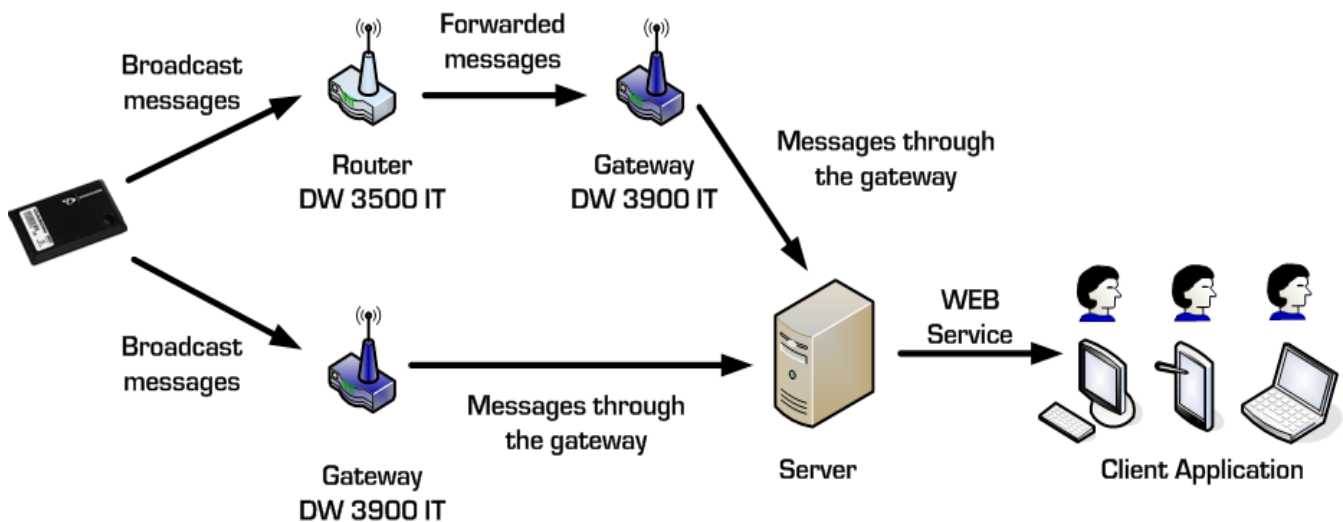 Broadcast
messages
Forwarded
messages
Router
DW 3500 IT
Gateway
DW 3900 IT
Messages through
the gateway
Broadcast
messages
Gateway
DW 3900 IT
Messages through
the gateway
Server
WEB
Service
Client Application